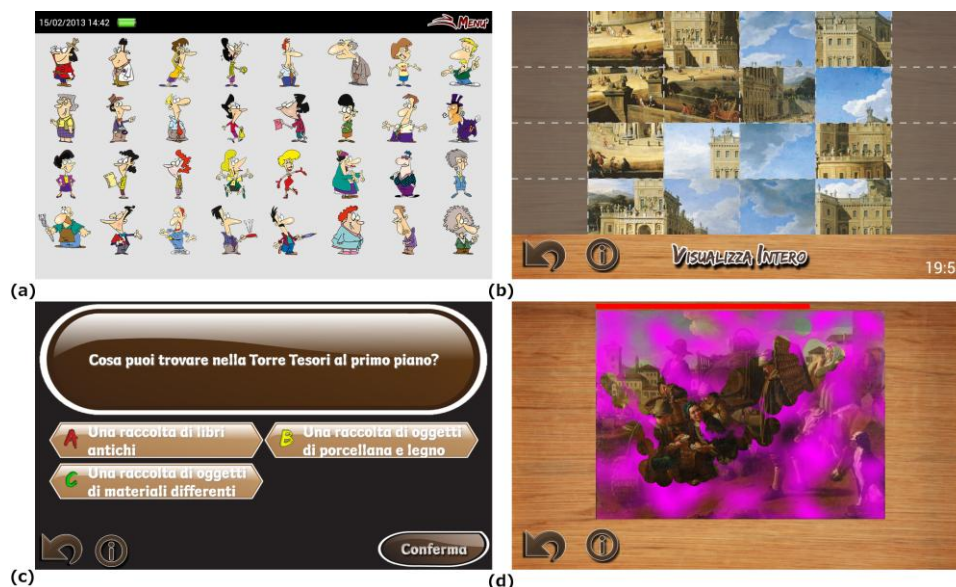 15/02/2013 14:42
MENU'
(a)
VISUALIZZA INTERO
19:5
(b)
Cosa puoi trovare nella Torre Tesori al primo piano?
A Una raccolta di libri
antichi
B Una raccolta di oggetti
di porcellana e legno
C Una raccolta di oggetti
di materiali differenti
Conferma
(c)
(d)